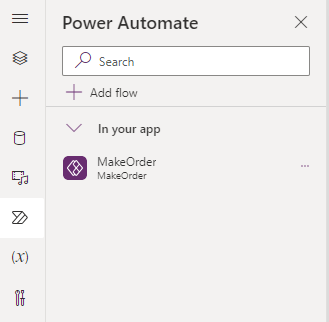 Power Automate
Search
Add flow
In your app
MakeOrder
MakeOrder
(x)